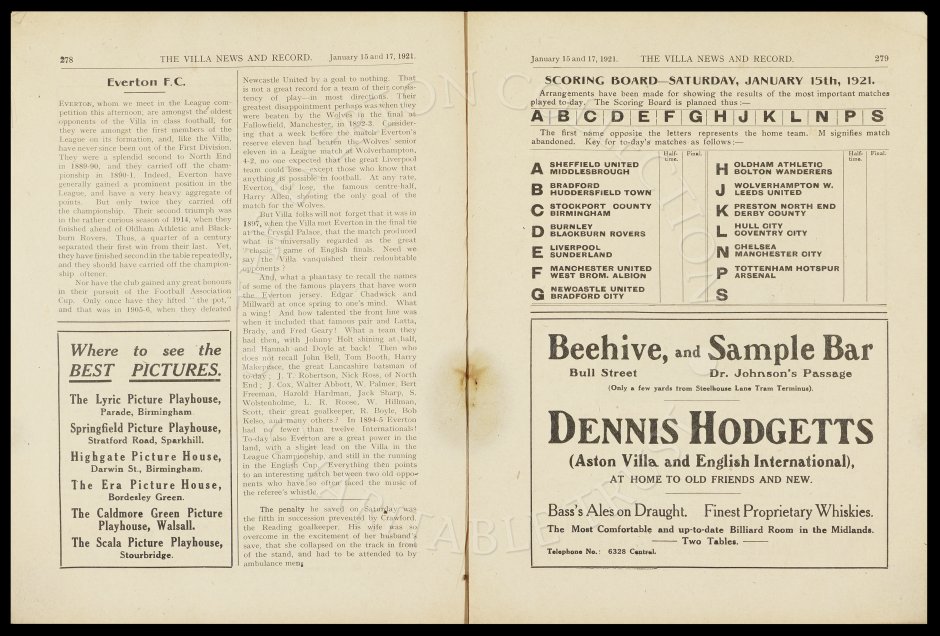 278
THE VILLA NEWS AND RECORD. January 15 and 17, 1921.
Everton F.C.
EVERTON, whom we meet in the League com-
petition this afternoon, are amongst the oldest
opponents of the Villa in class football, for
they were amongst the first members of the
League on its formation, and, like the Villa,
have never once been out of the First Division.
They were a splendid second to North End
in 1889-90, and they carried off the cham-
pionship in 1890-1. Indeed, Everton have
generally gained a prominent position in the
League, and have a very heavy aggregate of
points. But only twice they carried off
the championship. Their second triumph was
in the rather curious season of 1914, when they
finished ahead of Oldham Athletic and Black-
burn Rovers. Thus, a quarter of a century
separated their first win from their last. Yet,
they have finished second in the table repeatedly,
and they should have carried off the champion-
ship oftener.
Nor have the club gained any great honours
in their pursuit of the Football Association
Cup. Only once have they lifted "the pot,"
and that was in 1905-6, when they defeated
Where to see the
BEST PICTURES.
The Lyric Picture Playhouse,
Parade, Birmingham.
Springfield Picture Playhouse,
Stratford Road, Sparkhill.
Highgate Picture House,
Darwin St., Birmingham.
The Era Picture House,
Bordesley Green.
The Caldmore Green Picture
Playhouse, Walsall.
The Scala Picture Playhouse,
Stourbridge.
Newcastle United by a goal to nothing. That
is not a great record for a team of their consis-
tency of play—in most directions. Their
greatest disappointment perhaps was when they
were beaten by the Wolves in the final at
Fallowfield, Manchester, in 1892-3. Consider-
ing that a week before the match Everton's
reserve eleven had beaten the Wolves' senior
eleven in a League match at Wolverhampton,
4-2, no one expected that the great Liverpool
team could lose, except those who know that
anything is possible in football. At any rate,
Everton did lose, the famous centre-half,
Harry Allen, shooting the only goal of the
match for the Wolves.
But Villa folks will not forget that it was in
1897, when the Villa met Everton in the final tie
at the Crystal Palace, that the match produced
what is universally regarded as the great
"classic" game of English finals. Need we
say the Villa vanquished their redoubtable
opponents?
And, what a phantasy to recall the names
of some of the famous players that have worn
the Everton jersey. Edgar Chadwick and
Millward at once spring to one's mind. What
a wing! And how talented the front line was
when it included that famous pair and Latta,
Brady, and Fred Geary! What a team they
had then, with Johnny Holt shining at half,
and Hannah and Doyle at back! Then who
does not recall John Bell, Tom Booth, Harry
Makepeace, the great Lancashire batsman of
to-day; J. T. Robertson, Nick Ross, of North
End; J. Cox, Walter Abbott, W. Palmer, Bert
Freeman, Harold Hardman, Jack Sharp, S.
Wolstenholme, L. R. Roose, W. Hillman,
Scott, their great goalkeeper, R. Boyle, Bob
Kelso, and many others? In 1894-5 Everton
had no fewer than twelve Internationals!
To-day also Everton are a great power in the
land, with a slight lead on the Villa in the
League Championship, and still in the running
in the English Cup. Everything then points
to an interesting match between two old oppo-
nents who have so often faced the music of
the referee's whistle.
The penalty he saved on Saturday was
the fifth in succession prevented by Crawford,
the Reading goalkeeper. His wife was so
overcome in the excitement of her husband's
save, that she collapsed on the track in front
of the stand, and had to be attended to by
ambulance men.
January 15 and 17, 1921. THE VILLA NEWS AND RECORD.
279
SCORING BOARD—SATURDAY, JANUARY 15th, 1921.
Arrangements have been made for showing the results of the most important matches
played to-day. The Scoring Board is planned thus:—
A B C D E F G H J K L N P S
The first name opposite the letters represents the home team. M signifies match
abandoned. Key for to-day's matches as follows:—
Half-time. Final.
A SHEFFIELD UNITED
MIDDLESBROUGH
B BRADFORD
HUDDERSFIELD TOWN
C STOCKPORT COUNTY
BIRMINGHAM
D BURNLEY
BLACKBURN ROVERS
E LIVERPOOL
SUNDERLAND
F MANCHESTER UNITED
WEST BROM. ALBION
G NEWCASTLE UNITED
BRADFORD CITY
Half-time. Final.
H OLDHAM ATHLETIC
BOLTON WANDERERS
J WOLVERHAMPTON W.
LEEDS UNITED
K PRESTON NORTH END
DERBY COUNTY
L HULL CITY
COVENTRY CITY
N CHELSEA
MANCHESTER CITY
P TOTTENHAM HOTSPUR
ARSENAL
S
Beehive, and Sample Bar
Bull Street Dr. Johnson's Passage
(Only a few yards from Steelhouse Lane Tram Terminus).
DENNIS HODGETTS
(Aston Villa and English International),
AT HOME TO OLD FRIENDS AND NEW.
Bass's Ales on Draught. Finest Proprietary Whiskies.
The Most Comfortable and up-to-date Billiard Room in the Midlands.
— Two Tables. —
Telephone No.: 6328 Central.